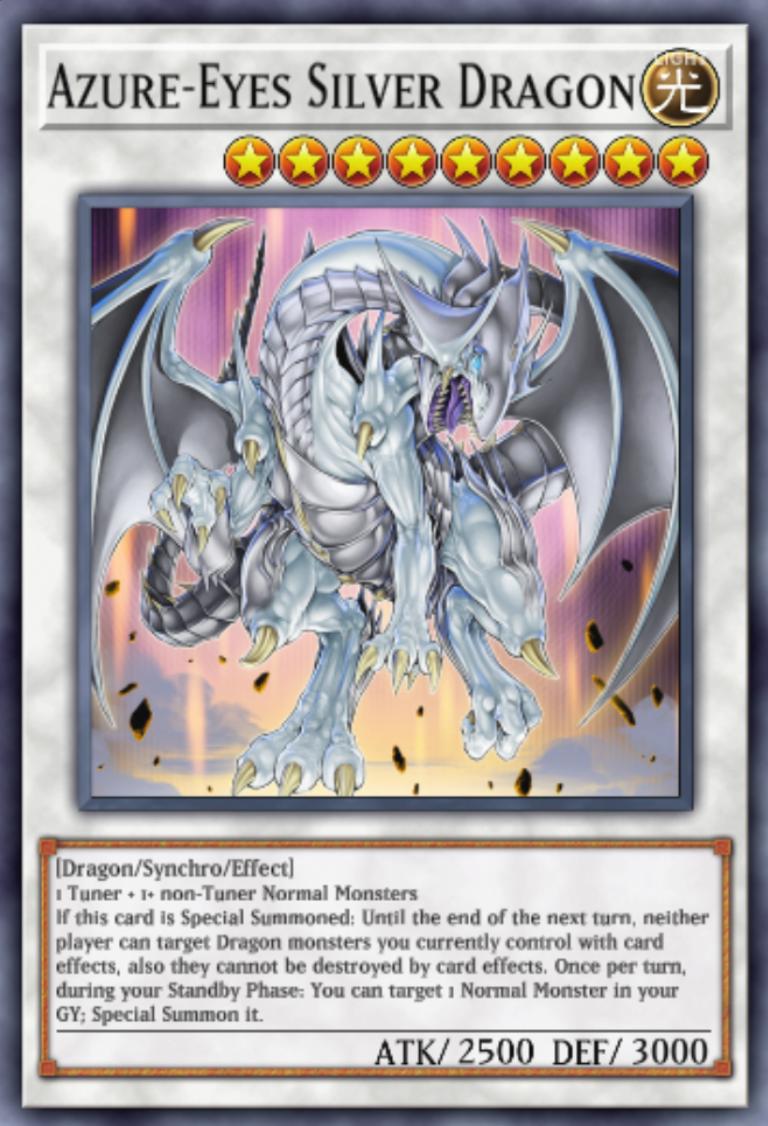 AZURE-EYES SILVER DRAGON
LIGHT
光
[Dragon/Synchro/Effect]
1 Tuner + 1+ non-Tuner Normal Monsters
If this card is Special Summoned: Until the end of the next turn, neither
player can target Dragon monsters you currently control with card
effects, also they cannot be destroyed by card effects. Once per turn,
during your Standby Phase: You can target 1 Normal Monster in your
GY; Special Summon it.
ATK/ 2500 DEF/ 3000